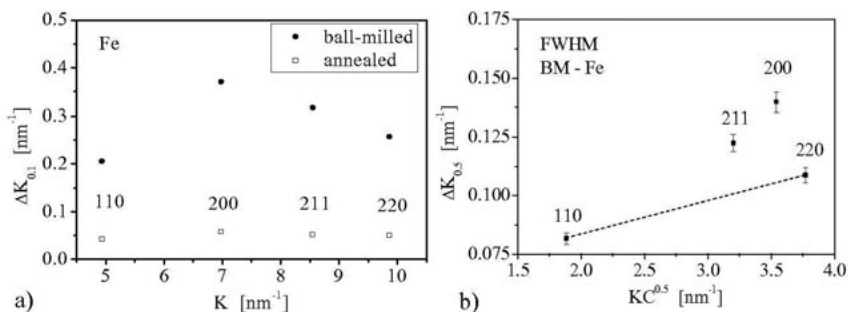 Fe
ball-milled
annealed
0.5
0.4
0.3
0.2
0.1
0.0
ΔK₀.₁ [nm⁻¹]
110
200
211
220
5
6
7
8
9
10
K [nm⁻¹]
a)
FWHM
BM - Fe
0.175
0.150
0.125
0.100
0.075
ΔK₀.₅ [nm⁻¹]
200
211
220
110
1.5
2.0
2.5
3.0
3.5
4.0
KC⁰·⁵ [nm⁻¹]
b)